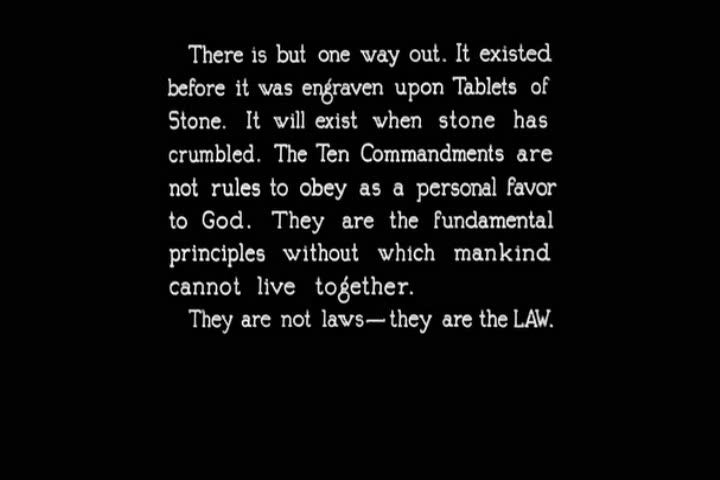 There is but one way out. It existed
before it was engraven upon Tablets of
Stone. It will exist when stone has
crumbled. The Ten Commandments are
not rules to obey as a personal favor
to God. They are the fundamental
principles without which mankind
cannot live together.
They are not laws—they are the LAW.